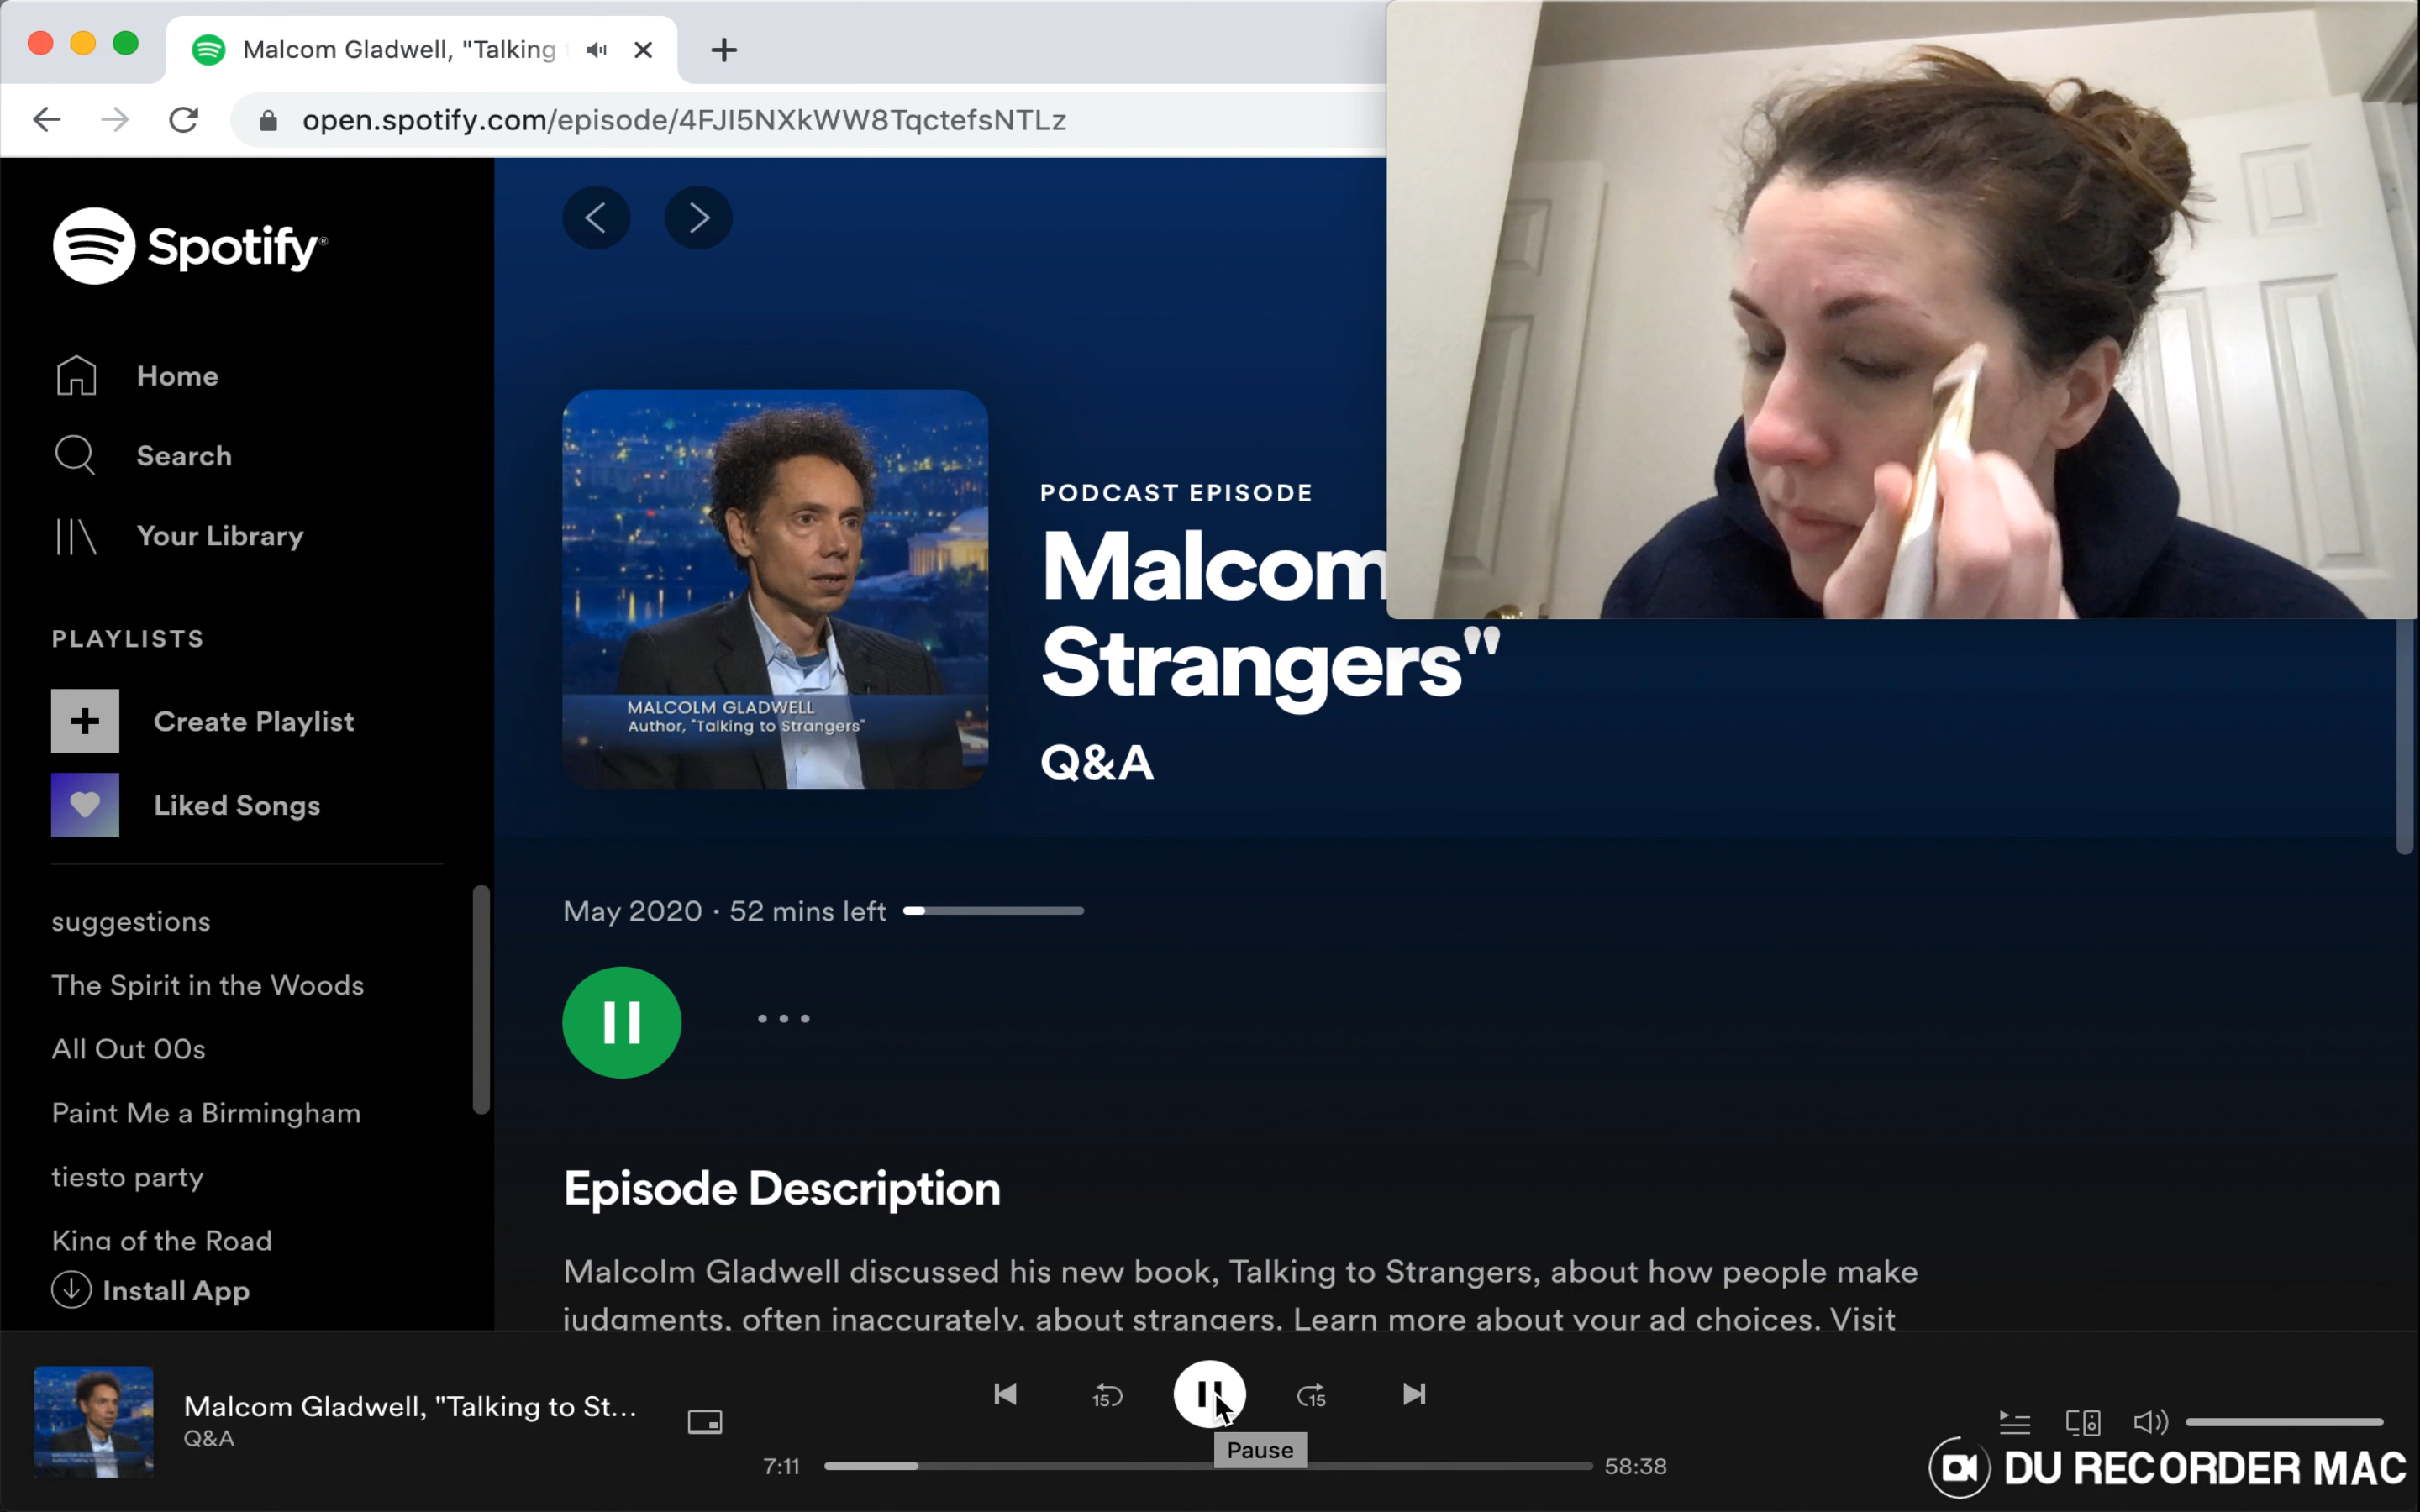 Malcom Gladwell, "Talking
open.spotify.com/episode/4FJI5NXkWW8TqctefsNTLz
Spotify®
Home
Search
Your Library
PLAYLISTS
Create Playlist
Liked Songs
suggestions
The Spirit in the Woods
All Out 00s
Paint Me a Birmingham
tiesto party
King of the Road
Install App
MALCOLM GLADWELL
Author, "Talking to Strangers"
PODCAST EPISODE
Malcom
Strangers"
Q&A
May 2020 · 52 mins left
Episode Description
Malcolm Gladwell discussed his new book, Talking to Strangers, about how people make
judgments, often inaccurately, about strangers. Learn more about your ad choices. Visit
Malcom Gladwell, "Talking to St...
Q&A
15
15
Pause
7:11
58:38
DU RECORDER MAC